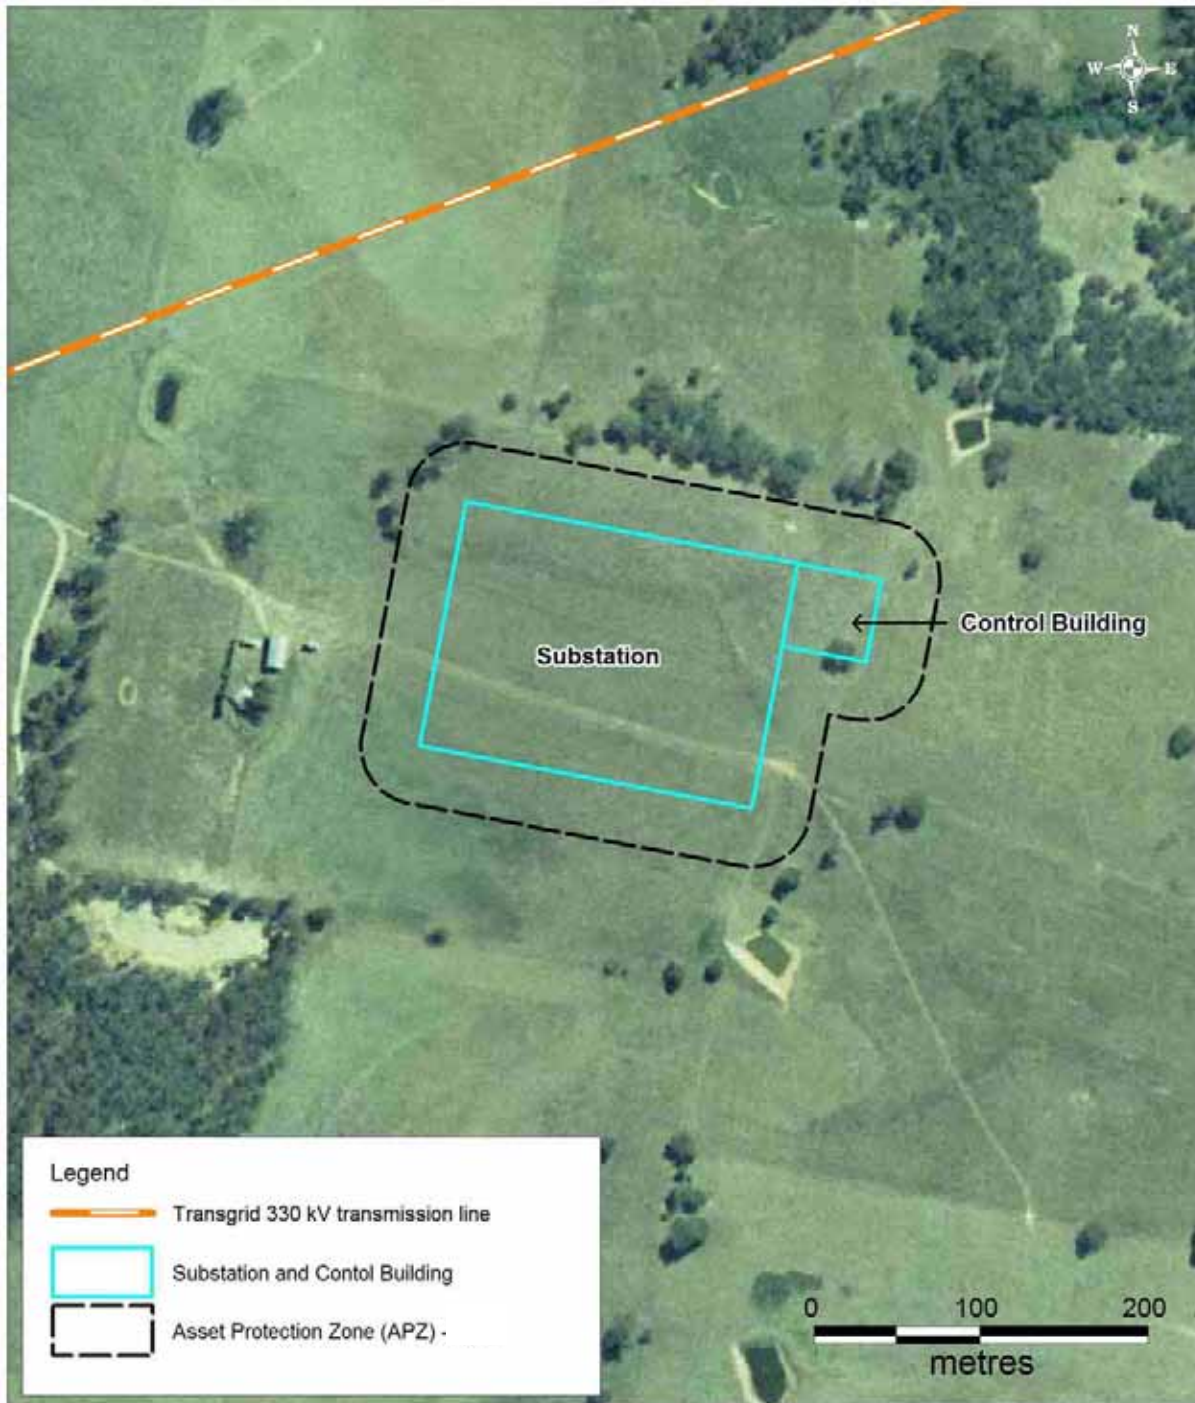 N
W E
S
Control Building
Substation
Legend
Transgrid 330 kV transmission line
Substation and Contol Building
Asset Protection Zone (APZ) -
0 100 200
metres